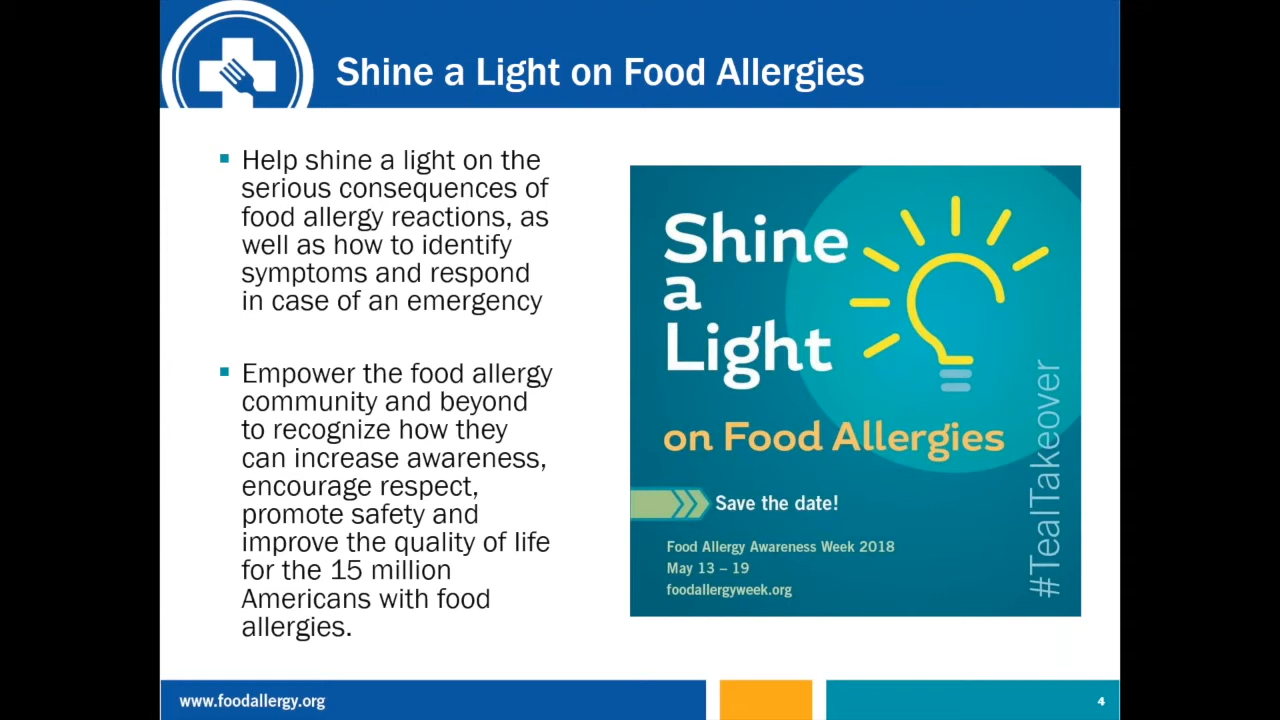 Shine a Light on Food Allergies
Help shine a light on the
serious consequences of
food allergy reactions, as
well as how to identify
symptoms and respond
in case of an emergency
Empower the food allergy
community and beyond
to recognize how they
can increase awareness,
encourage respect,
promote safety and
improve the quality of life
for the 15 million
Americans with food
allergies.
Shine
a
Light
on Food Allergies
Save the date!
Food Allergy Awareness Week 2018
May 13 – 19
foodallergyweek.org
#TealTakeover
www.foodallergy.org
4